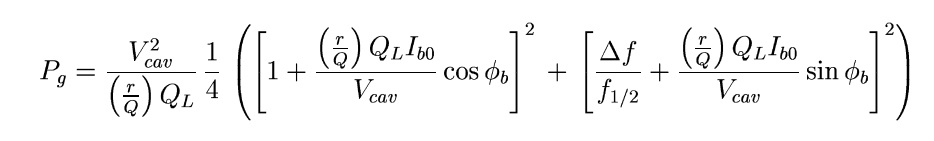 $P_g = \frac{V_{cav}^2}{\left(\frac{r}{Q}\right) Q_L} \frac{1}{4} \left( \left[ 1 + \frac{\left(\frac{r}{Q}\right) Q_L I_{b0}}{V_{cav}} \cos \phi_b \right]^2 + \left[ \frac{\Delta f}{f_{1/2}} + \frac{\left(\frac{r}{Q}\right) Q_L I_{b0}}{V_{cav}} \sin \phi_b \right]^2 \right)$